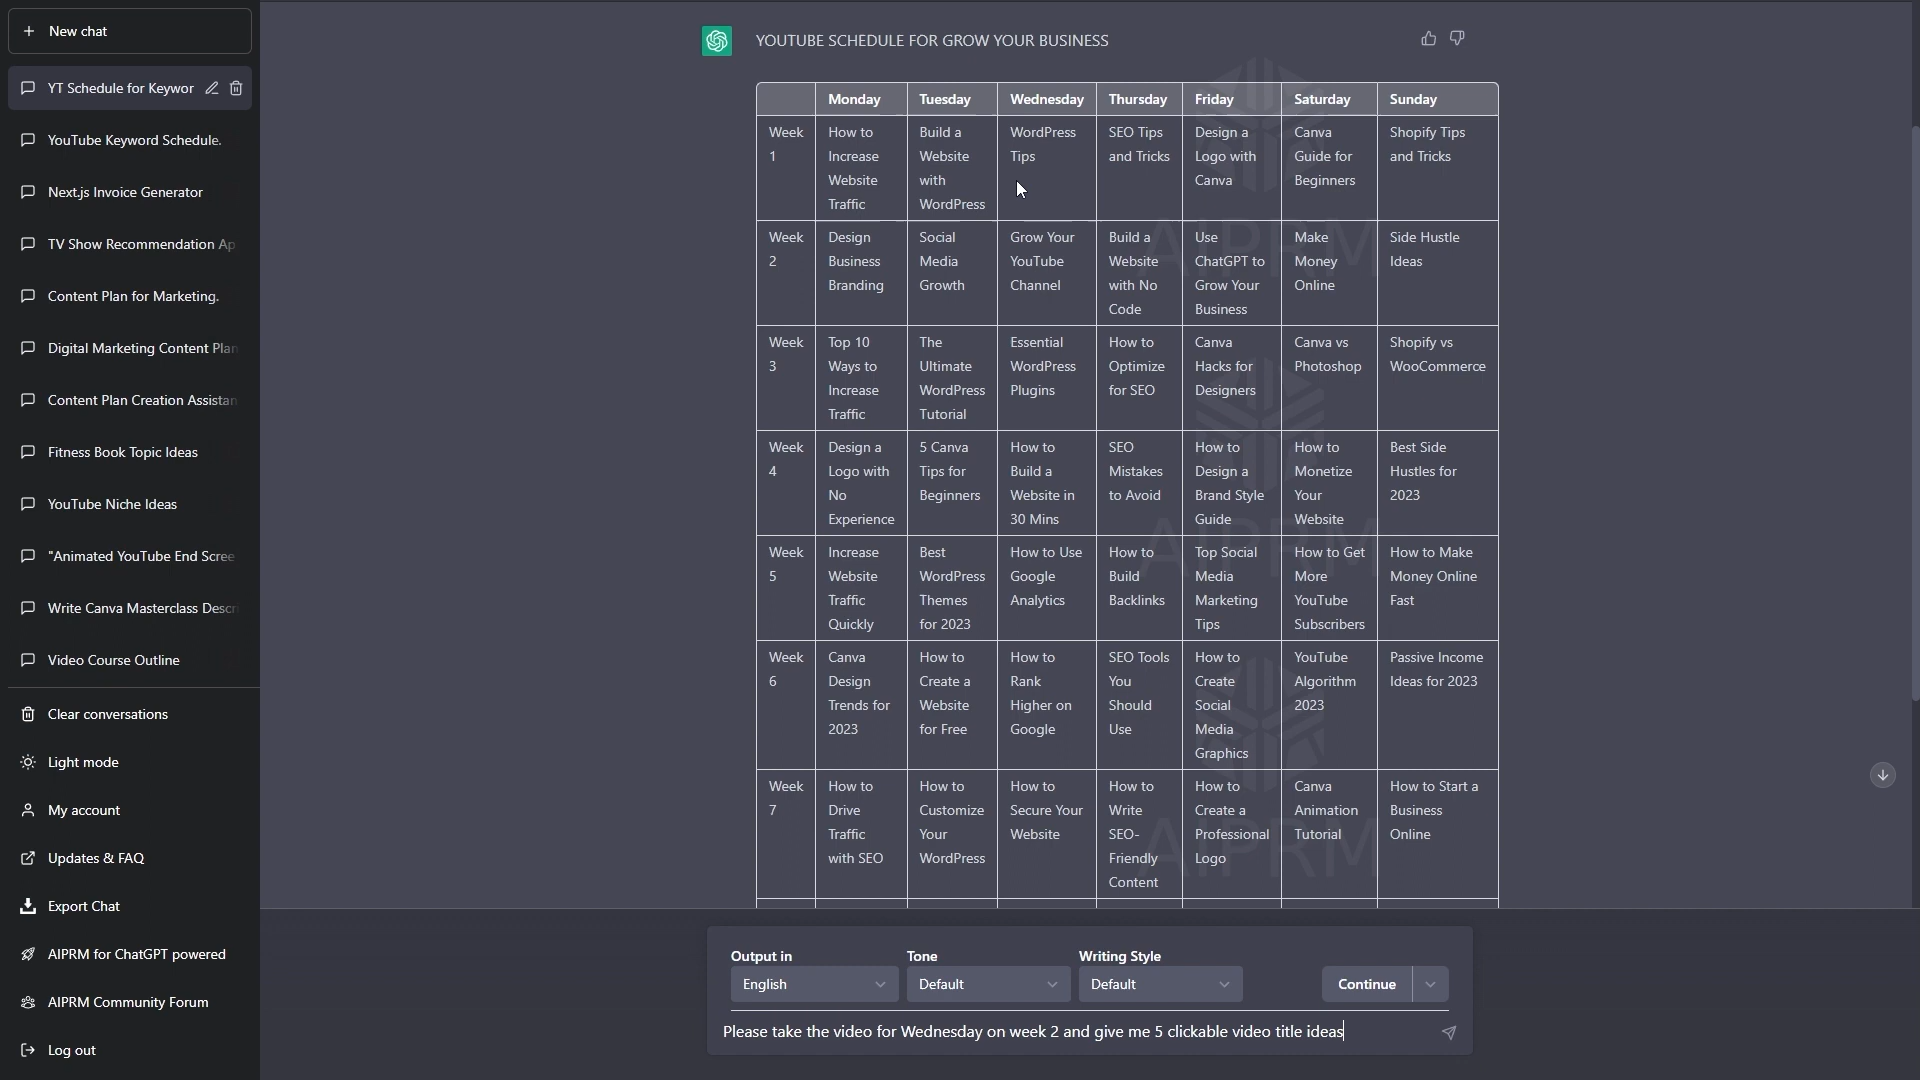 New chat
YT Schedule for Keywor
YouTube Keyword Schedule.
Next.js Invoice Generator
TV Show Recommendation Ap
Content Plan for Marketing.
Digital Marketing Content Plan
Content Plan Creation Assistan
Fitness Book Topic Ideas
YouTube Niche Ideas
"Animated YouTube End Scree
Write Canva Masterclass Descri
Video Course Outline
Clear conversations
Light mode
My account
Updates & FAQ
Export Chat
AIPRM for ChatGPT powered
AIPRM Community Forum
Log out
YOUTUBE SCHEDULE FOR GROW YOUR BUSINESS
Monday Tuesday Wednesday Thursday Friday Saturday Sunday
Week How to Build a WordPress SEO Tips Design a Canva Shopify Tips
1 Increase Website Tips and Tricks Logo with Guide for and Tricks
Website with Canva Beginners
Traffic WordPress
Week Design Social Grow Your Build a Use Make Side Hustle
2 Business Media YouTube Website ChatGPT to Money Ideas
Branding Growth Channel with No Grow Your Online
Code Business
Week Top 10 The Essential How to Canva Canva vs Shopify vs
3 Ways to Ultimate WordPress Optimize Hacks for Photoshop WooCommerce
Increase WordPress Plugins for SEO Designers
Traffic Tutorial
Week Design a 5 Canva How to SEO How to How to Best Side
4 Logo with Tips for Build a Mistakes Design a Monetize Hustles for
No Beginners Website in to Avoid Brand Style Your 2023
Experience 30 Mins Guide Website
Week Increase Best How to Use How to Top Social How to Get How to Make
5 Website WordPress Google Build Media More Money Online
Traffic Themes Analytics Backlinks Marketing YouTube Fast
Quickly for 2023 Tips Subscribers
Week Canva How to How to SEO Tools How to YouTube Passive Income
6 Design Create a Rank You Create Algorithm Ideas for 2023
Trends for Website Higher on Should Social 2023
2023 for Free Google Use Media
Graphics
Week How to How to How to How to How to Canva How to Start a
7 Drive Customize Secure Your Write Create a Animation Business
Traffic Your Website SEO- Professional Tutorial Online
with SEO WordPress Friendly Logo
Content
AIPRM
AIPRM
AIPRM
Output in Tone Writing Style
English Default Default Continue
Please take the video for Wednesday on week 2 and give me 5 clickable video title ideas